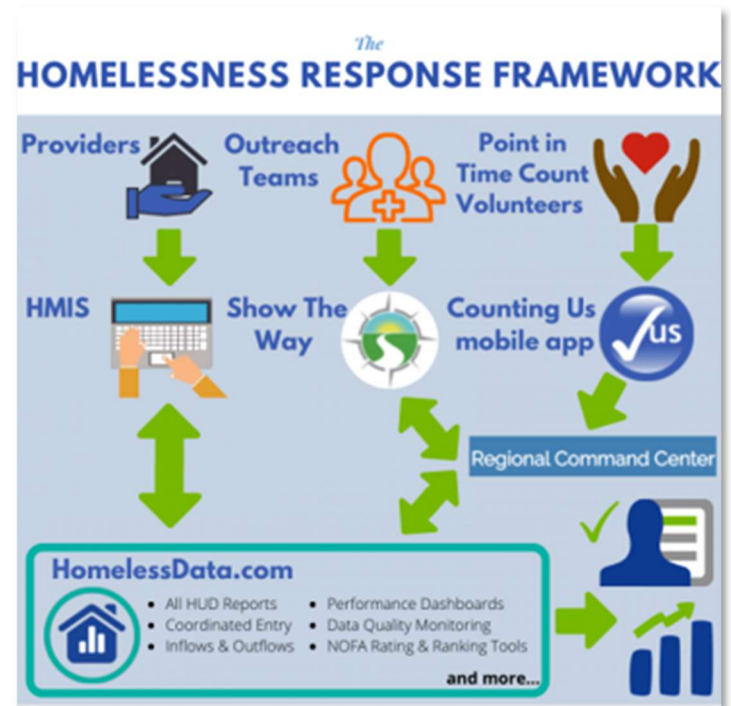 The
HOMELESSNESS RESPONSE FRAMEWORK
Providers
Outreach
Teams
Point in
Time Count
Volunteers
HMIS
Show The
Way
Counting Us
mobile app
us
Regional Command Center
HomelessData.com
• All HUD Reports
• Coordinated Entry
• Inflows & Outflows
• Performance Dashboards
• Data Quality Monitoring
• NOFA Rating & Ranking Tools
and more...